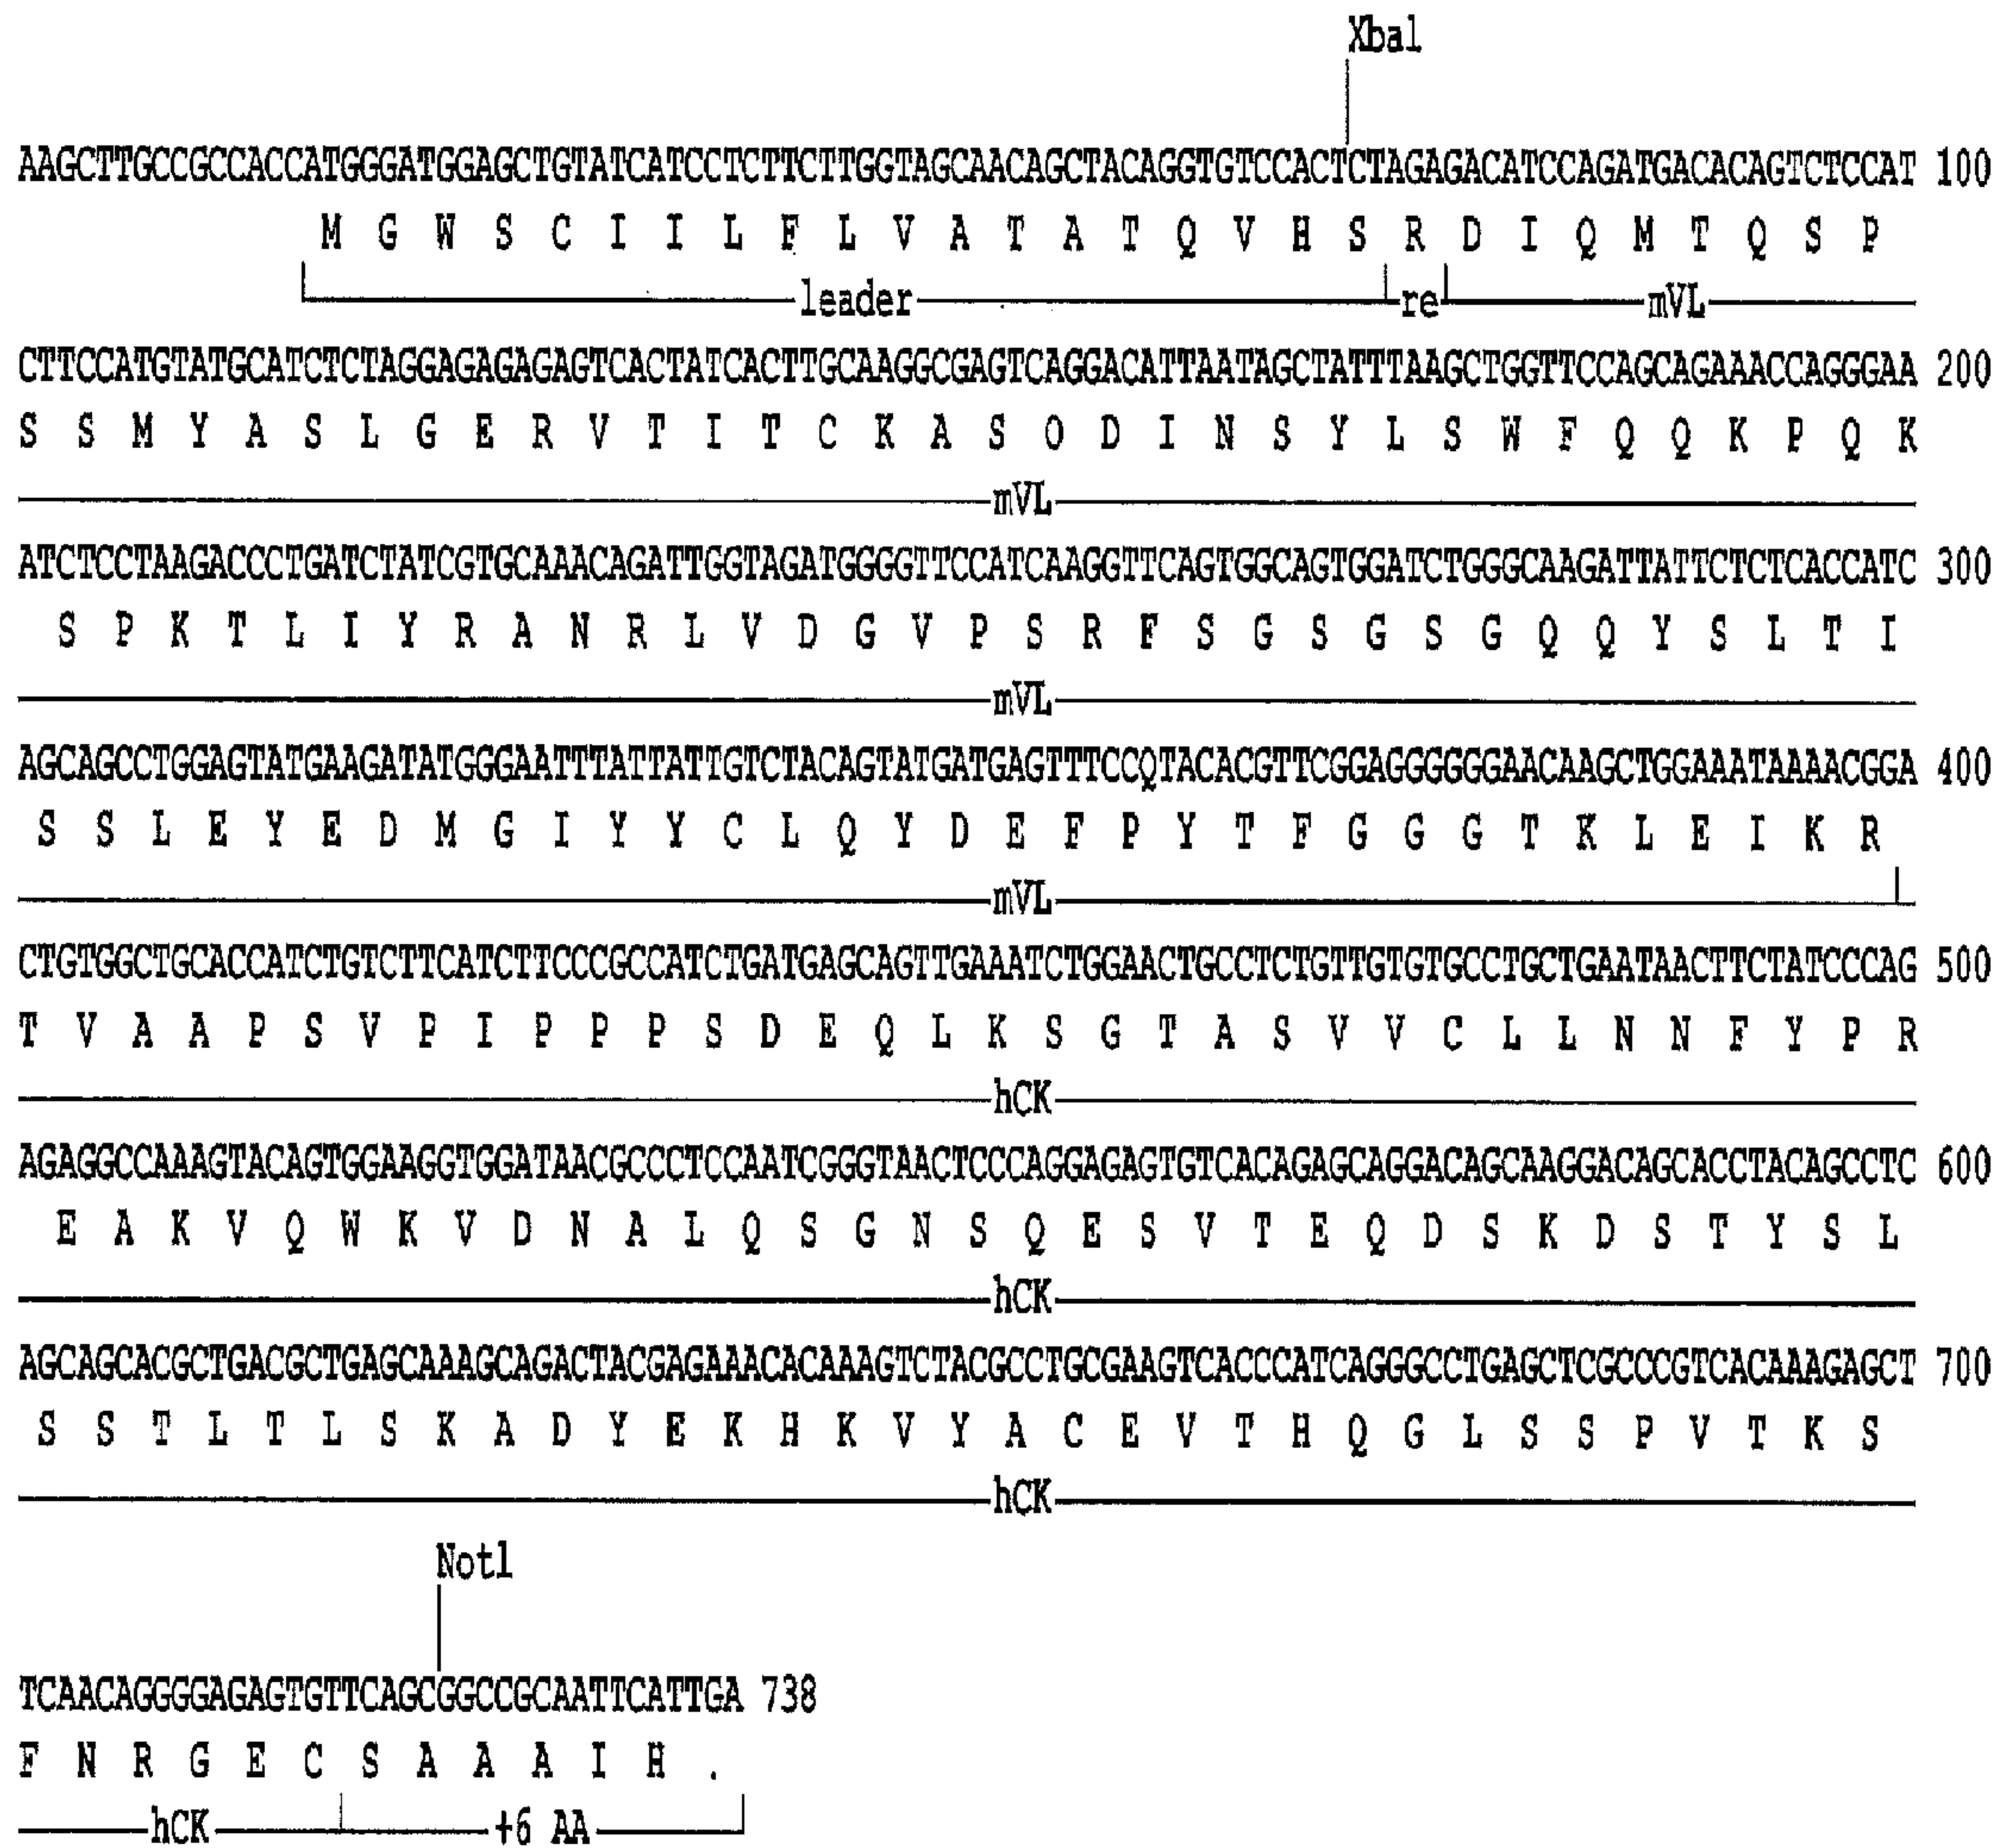 XbaI
AAGCTTGCCGCCACCATGGGATGGAGCTGTATCATCCTCTTCTTGGTAGCAACAGCTACAGGTGTCCACTCTAGAGACATCCAGATGACACAGTCTCCAT 100
M G W S C I I L F L V A T A T Q V H S R D I Q M T Q S P
leader re mVL
CTTCCATGTATGCATCTCTAGGAGAGAGAGTCACTATCACTTGCAAGGCGAGTCAGGACATTAATAGCTATTTAAGCTGGTTCCAGCAGAAACCAGGGAA 200
S S M Y A S L G E R V T I T C K A S O D I N S Y L S W F Q Q K P Q K
mVL
ATCTCCTAAGACCCTGATCTATCGTGCAAACAGATTGGTAGATGGGGTTCCATCAAGGTTCAGTGGCAGTGGATCTGGGCAAGATTATTCTCTCACCATC 300
S P K T L I Y R A N R L V D G V P S R F S G S G S G Q Q Y S L T I
mVL
AGCAGCCTGGAGTATGAAGATATGGGAATTTATTATTGTCTACAGTATGATGAGTTTCCQTACACGTTCGGAGGGGGGAACAAGCTGGAAATAAAACGGA 400
S S L E Y E D M G I Y Y C L Q Y D E F P Y T F G G G T K L E I K R
mVL
CTGTGGCTGCACCATCTGTCTTCATCTTCCCGCCATCTGATGAGCAGTTGAAATCTGGAACTGCCTCTGTTGTGTGCCTGCTGAATAACTTCTATCCCAG 500
T V A A P S V P I P P P S D E Q L K S G T A S V V C L L N N F Y P R
hCK
AGAGGCCAAAGTACAGTGGAAGGTGGATAACGCCCTCCAATCGGGTAACTCCCAGGAGAGTGTCACAGAGCAGGACAGCAAGGACAGCACCTACAGCCTC 600
E A K V Q W K V D N A L Q S G N S Q E S V T E Q D S K D S T Y S L
hCK
AGCAGCACGCTGACGCTGAGCAAAGCAGACTACGAGAAACACAAAGTCTACGCCTGCGAAGTCACCCATCAGGGCCTGAGCTCGCCCGTCACAAAGAGCT 700
S S T L T L S K A D Y E K H K V Y A C E V T H Q G L S S P V T K S
hCK
NotI
TCAACAGGGGAGAGTGTTCAGCGGCCGCAATTCATTGA 738
F N R G E C S A A A I H .
hCK +6 AA